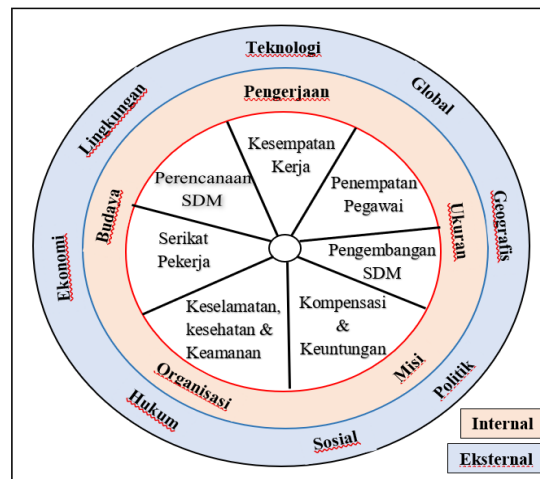 Teknologi
Lingkungan
Global
Pengerjaan
Kesempatan
Kerja
Perencanaan
SDM
Penempatan
Pegawai
Budaya
Ukuran
Geografis
Ekonomi
Serikat
Pekerja
Pengembangan
SDM
Keselamatan,
kesehatan &
Keamanan
Kompensasi
&
Keuntungan
Organisasi
Misi
Politik
Hukum
Sosial
Internal
Eksternal